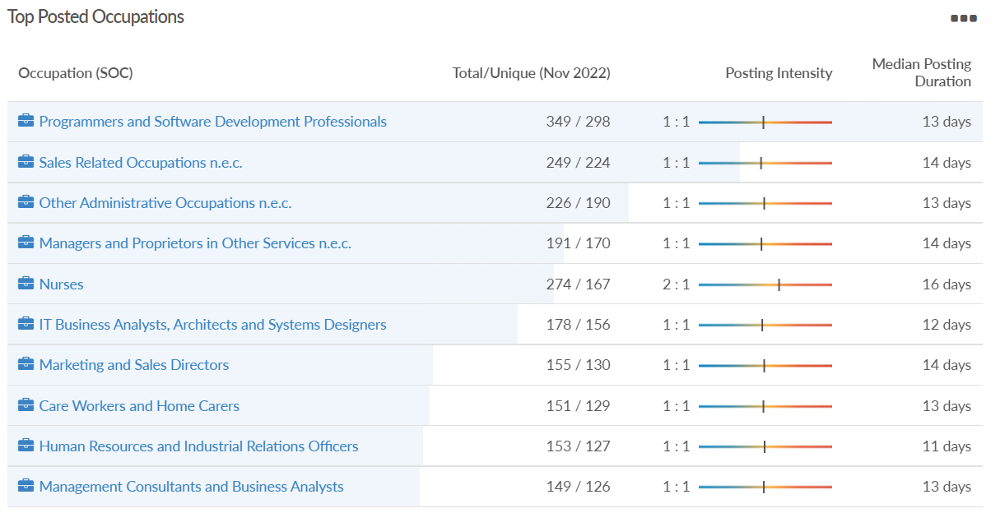 Top Posted Occupations
Occupation (SOC) Total/Unique (Nov 2022) Posting Intensity Median Posting Duration
Programmers and Software Development Professionals 349 / 298 1 : 1 13 days
Sales Related Occupations n.e.c. 249 / 224 1 : 1 14 days
Other Administrative Occupations n.e.c. 226 / 190 1 : 1 13 days
Managers and Proprietors in Other Services n.e.c. 191 / 170 1 : 1 14 days
Nurses 274 / 167 2 : 1 16 days
IT Business Analysts, Architects and Systems Designers 178 / 156 1 : 1 12 days
Marketing and Sales Directors 155 / 130 1 : 1 14 days
Care Workers and Home Carers 151 / 129 1 : 1 13 days
Human Resources and Industrial Relations Officers 153 / 127 1 : 1 11 days
Management Consultants and Business Analysts 149 / 126 1 : 1 13 days